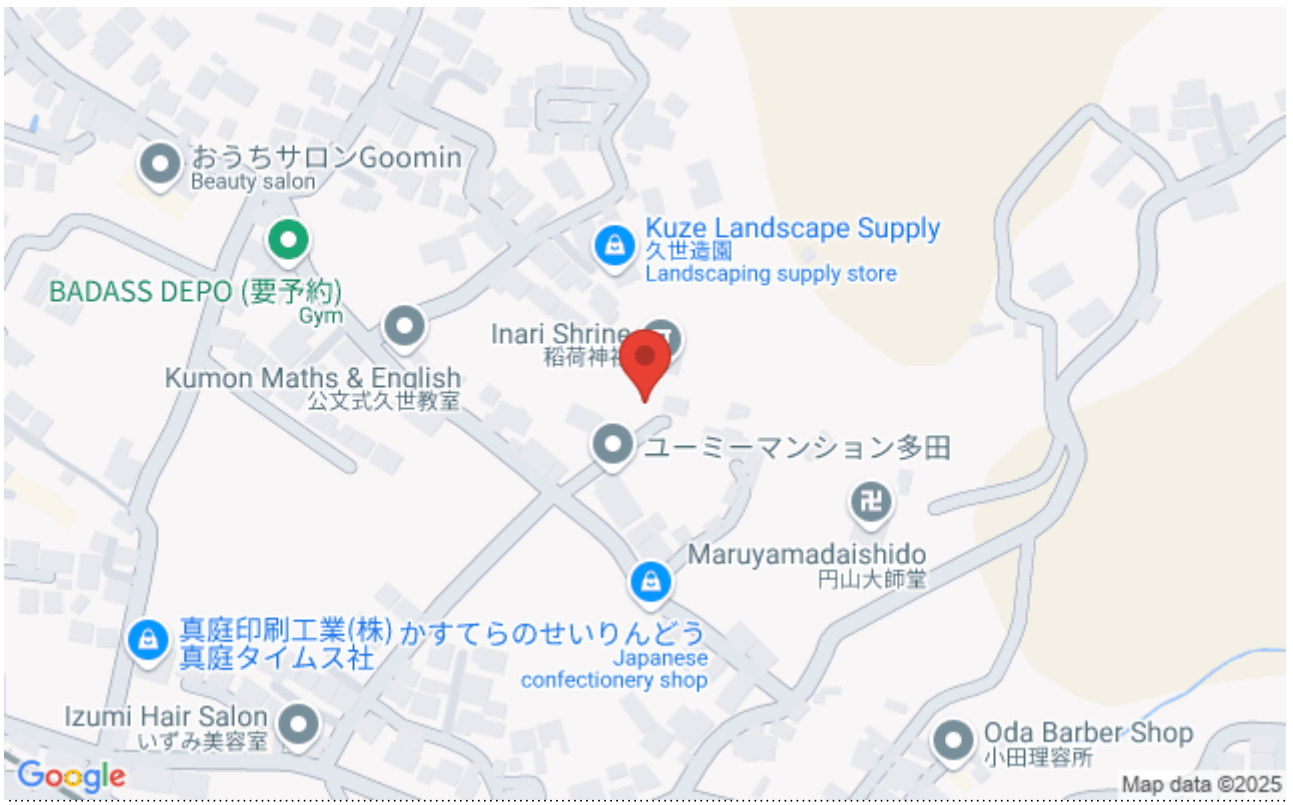 おうちサロンGoomin
Beauty salon
Kuze Landscape Supply
久世造園
Landscaping supply store
BADASS DEPO (要予約)
Gym
Inari Shrine
稲荷神社
Kumon Maths & English
公文式久世教室
ユーミーマンション多田
卍
Maruyamadaishido
円山大師堂
真庭印刷工業(株)
真庭タイムス社
かすてらのせいりんどう
Japanese
confectionery shop
Izumi Hair Salon
いずみ美容室
Oda Barber Shop
小田理容所
Google
Map data ©2025